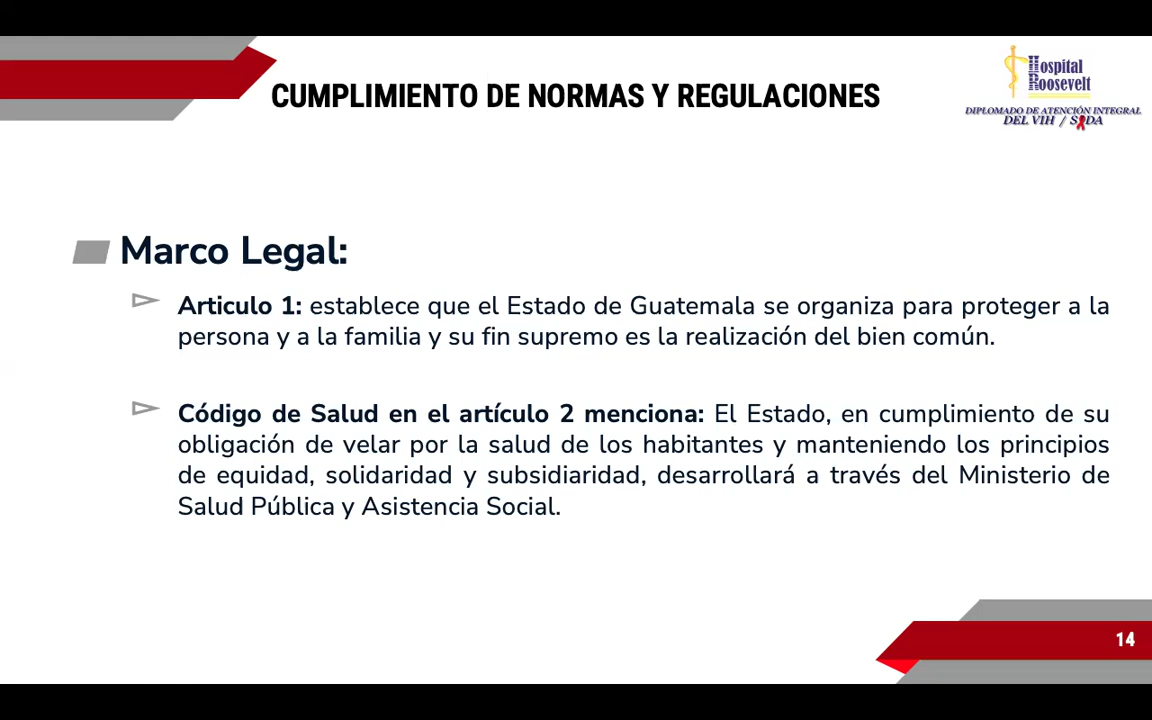 CUMPLIMIENTO DE NORMAS Y REGULACIONES
Hospital
Roosevelt
DIPLOMADO DE ATENCIÓN INTEGRAL
DEL VIH / SIDA
Marco Legal:
Articulo 1: establece que el Estado de Guatemala se organiza para proteger a la
persona y a la familia y su fin supremo es la realización del bien común.
Código de Salud en el artículo 2 menciona: El Estado, en cumplimiento de su
obligación de velar por la salud de los habitantes y manteniendo los principios
de equidad, solidaridad y subsidiaridad, desarrollará a través del Ministerio de
Salud Pública y Asistencia Social.
14